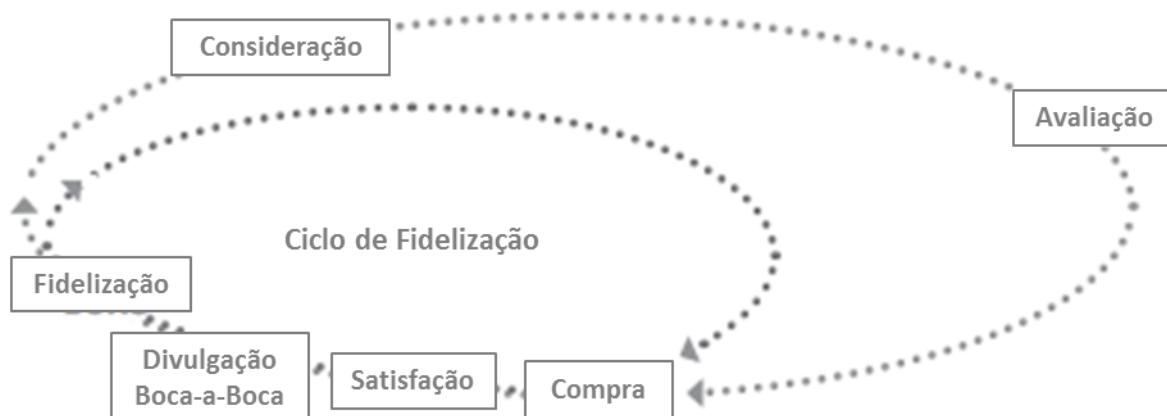 Consideração
Avaliação
Ciclo de Fidelização
Fidelização
Divulgação
Boca-a-Boca
Satisfação
Compra